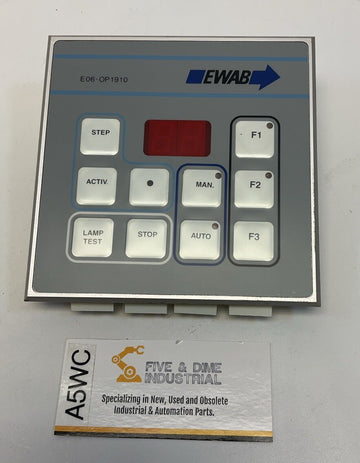 E06-OP1910
EWAB
STEP
F1
ACTIV.
MAN.
F2
LAMP
TEST
STOP
AUTO
F3
A5WC
FIVE & DIME
INDUSTRIAL
Specializing in New, Used and Obsolete
Industrial & Automation Parts.